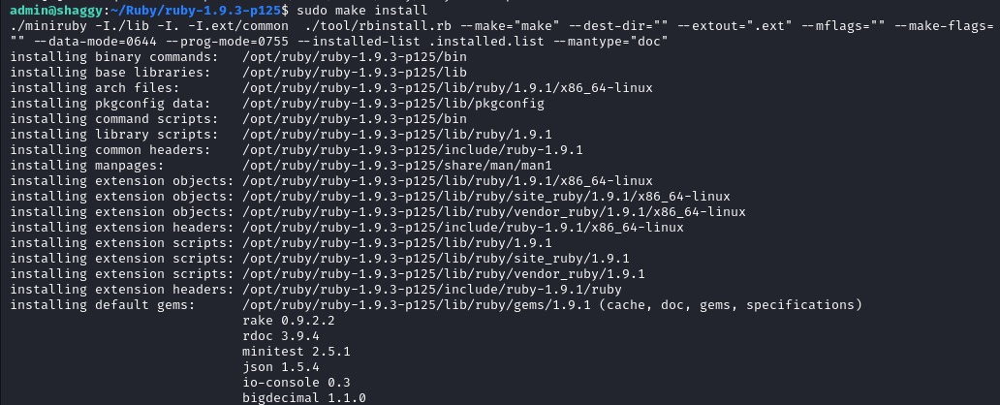 admin@shaggy:~/Ruby/ruby-1.9.3-p125$ sudo make install
./miniruby -I./lib -I. -I.ext/common  ./tool/rbinstall.rb --make="make" --dest-dir="" --extout=".ext" --mflags="" --make-flags=
"" --data-mode=0644 --prog-mode=0755 --installed-list .installed.list --mantype="doc"
installing binary commands:   /opt/ruby/ruby-1.9.3-p125/bin
installing base libraries:    /opt/ruby/ruby-1.9.3-p125/lib
installing arch files:        /opt/ruby/ruby-1.9.3-p125/lib/ruby/1.9.1/x86_64-linux
installing pkgconfig data:    /opt/ruby/ruby-1.9.3-p125/lib/pkgconfig
installing command scripts:   /opt/ruby/ruby-1.9.3-p125/bin
installing library scripts:   /opt/ruby/ruby-1.9.3-p125/lib/ruby/1.9.1
installing common headers:    /opt/ruby/ruby-1.9.3-p125/include/ruby-1.9.1
installing manpages:          /opt/ruby/ruby-1.9.3-p125/share/man/man1
installing extension objects: /opt/ruby/ruby-1.9.3-p125/lib/ruby/1.9.1/x86_64-linux
installing extension objects: /opt/ruby/ruby-1.9.3-p125/lib/ruby/site_ruby/1.9.1/x86_64-linux
installing extension objects: /opt/ruby/ruby-1.9.3-p125/lib/ruby/vendor_ruby/1.9.1/x86_64-linux
installing extension headers: /opt/ruby/ruby-1.9.3-p125/include/ruby-1.9.1/x86_64-linux
installing extension scripts: /opt/ruby/ruby-1.9.3-p125/lib/ruby/1.9.1
installing extension scripts: /opt/ruby/ruby-1.9.3-p125/lib/ruby/site_ruby/1.9.1
installing extension scripts: /opt/ruby/ruby-1.9.3-p125/lib/ruby/vendor_ruby/1.9.1
installing extension headers: /opt/ruby/ruby-1.9.3-p125/include/ruby-1.9.1/ruby
installing default gems:      /opt/ruby/ruby-1.9.3-p125/lib/ruby/gems/1.9.1 (cache, doc, gems, specifications)
                              rake 0.9.2.2
                              rdoc 3.9.4
                              minitest 2.5.1
                              json 1.5.4
                              io-console 0.3
                              bigdecimal 1.1.0